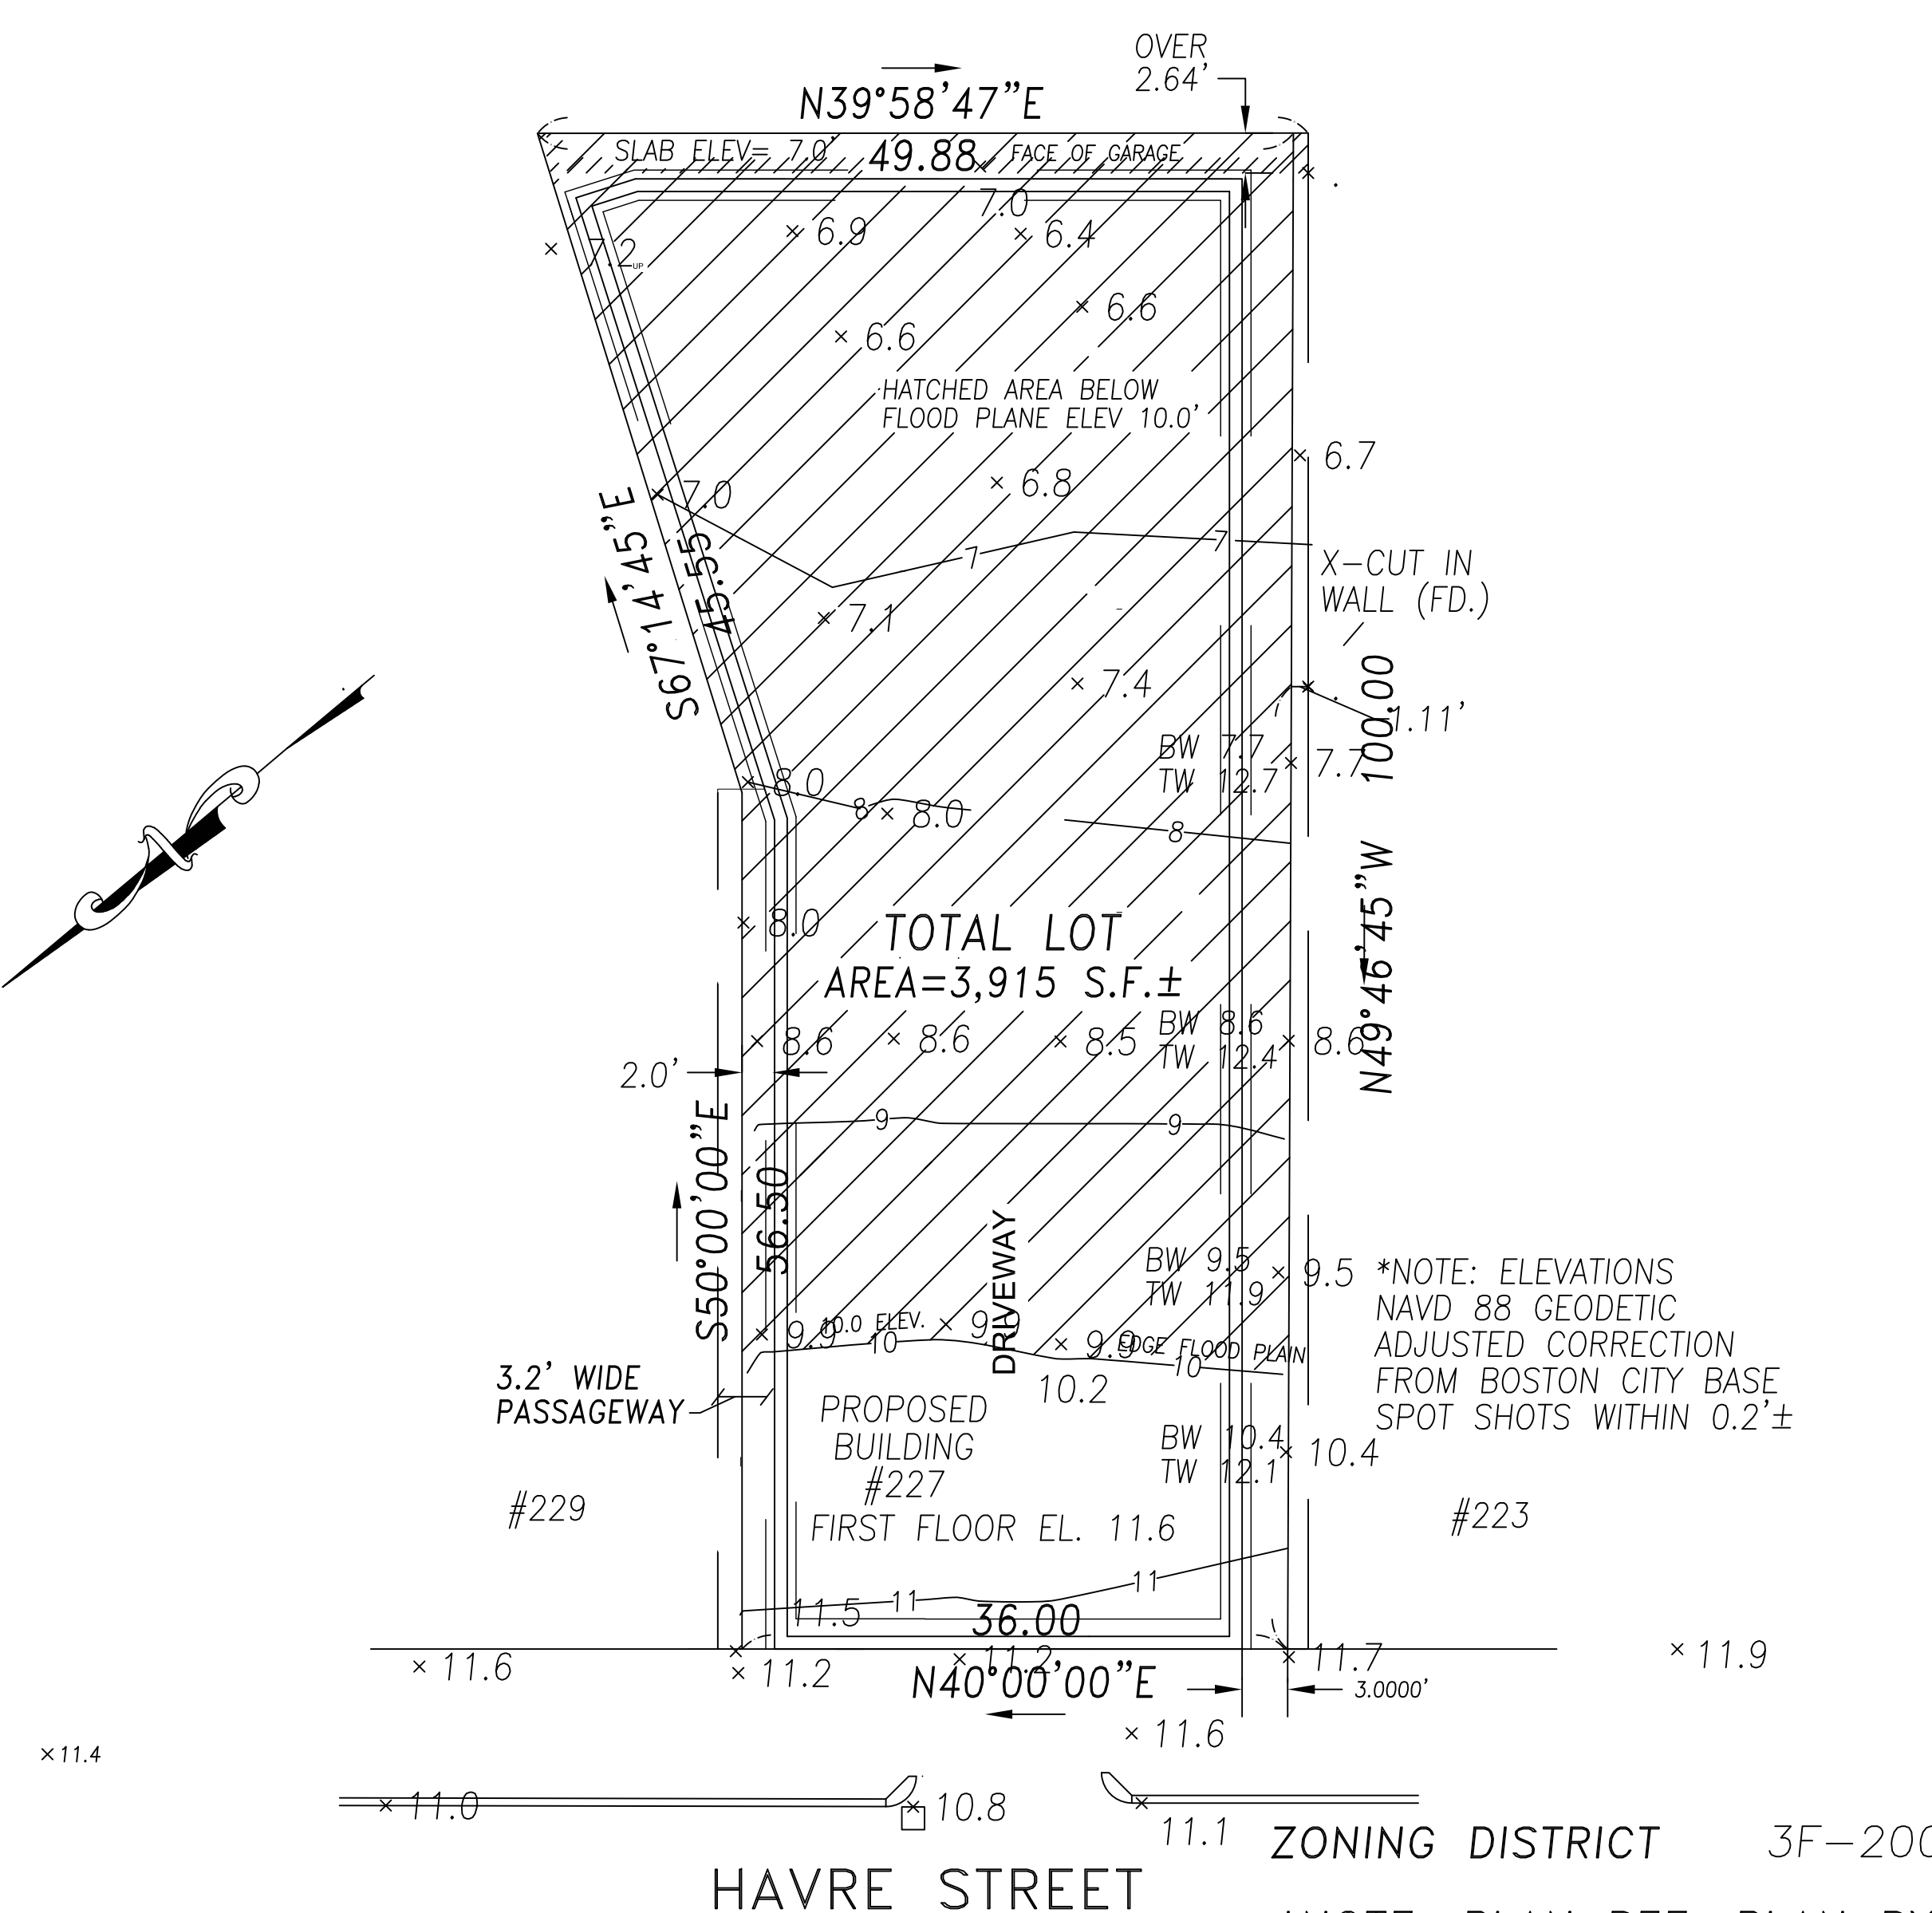 OVER
2.64'
N39°58'47"E
SLAB ELEV= 7.0'
49.88
FACE OF GARAGE
7.0
6.9
6.4
7.2
UP
6.6
6.6
HATCHED AREA BELOW
FLOOD PLANE ELEV 10.0'
6.7
6.8
7.0
S67°14'45"E
45.55
7
7
X-CUT IN
WALL (FD.)
7.1
7.4
100.00
1.11'
BW 7.7
TW 12.7
7.7
8.0
8
8.0
8
N49°46'45"W
8.0
TOTAL LOT
AREA=3,915 S.F.±
8.6
8.6
8.5
BW 8.6
TW 12.4
8.6
2.0'
9
9
S50°00'00"E
56.50
DRIVEWAY
BW 9.5
TW 11.9
9.5
*NOTE: ELEVATIONS
NAVD 88 GEODETIC
ADJUSTED CORRECTION
FROM BOSTON CITY BASE
SPOT SHOTS WITHIN 0.2'±
9.9
10.0 ELEV.
9.9
10
9.9
EDGE FLOOD PLAIN
10
3.2' WIDE
PASSAGEWAY
10.2
PROPOSED
BUILDING
#227
FIRST FLOOR EL. 11.6
BW 10.4
TW 12.1
10.4
#229
#223
11
11
11.5
36.00
11.6
11.2
11.2
11.7
11.9
N40°00'00"E
3.0000'
11.6
11.4
11.0
10.8
11.1
ZONING DISTRICT 3F-200
HAVRE STREET